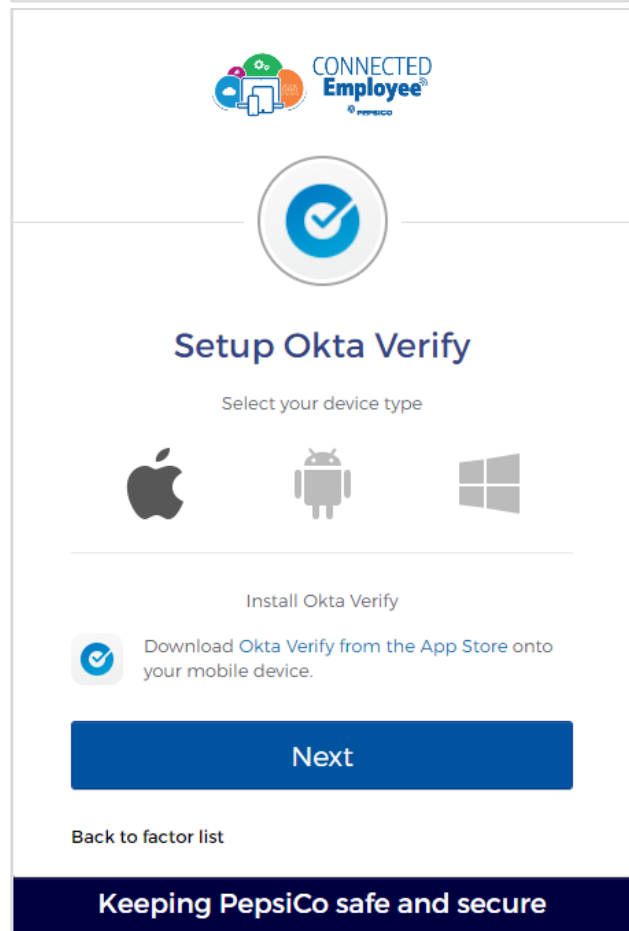 CONNECTED
Employee
PEPSICO
Setup Okta Verify
Select your device type
Install Okta Verify
Download Okta Verify from the App Store onto
your mobile device.
Next
Back to factor list
Keeping PepsiCo safe and secure